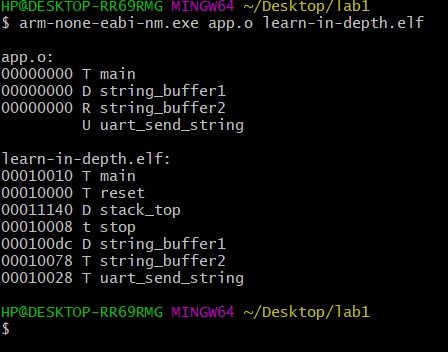 HP@DESKTOP-RR69RMG MINGW64 ~/Desktop/lab1
$ arm-none-eabi-nm.exe app.o learn-in-depth.elf

app.o:
00000000 T main
00000000 D string_buffer1
00000000 R string_buffer2
         U uart_send_string

learn-in-depth.elf:
00010010 T main
00010000 T reset
00011140 D stack_top
00010008 t stop
000100dc D string_buffer1
00010078 T string_buffer2
00010028 T uart_send_string

HP@DESKTOP-RR69RMG MINGW64 ~/Desktop/lab1
$